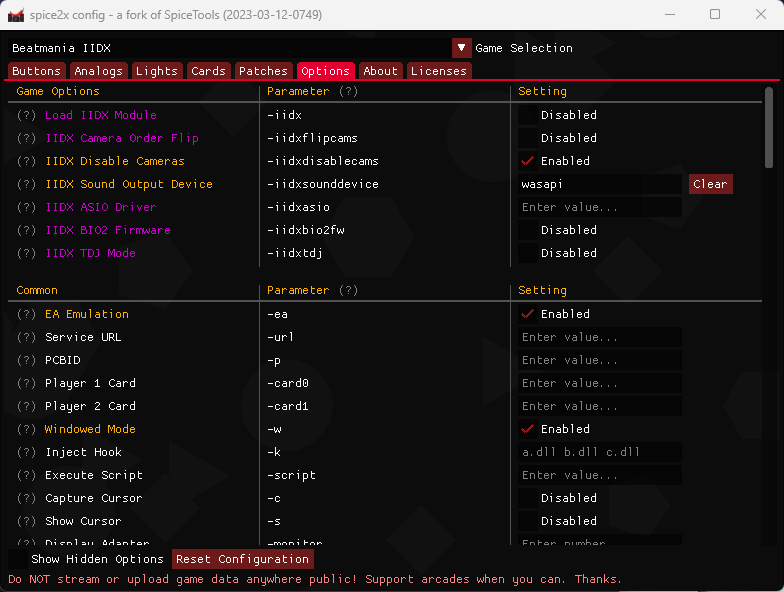 spice2x config - a fork of SpiceTools (2023-03-12-0749)
Beatmania IIDX ▼ Game Selection
Buttons Analogs Lights Cards Patches Options About Licenses
Game Options Parameter (?) Setting
(?) Load IIDX Module -iidx Disabled
(?) IIDX Camera Order Flip -iidxflipcams Disabled
(?) IIDX Disable Cameras -iidxdisablecams Enabled
(?) IIDX Sound Output Device -iidxsounddevice wasapi Clear
(?) IIDX ASIO Driver -iidxasio Enter value...
(?) IIDX BIO2 Firmware -iidxbio2fw Disabled
(?) IIDX TDJ Mode -iidxtdj Disabled
Common Parameter (?) Setting
(?) EA Emulation -ea Enabled
(?) Service URL -url Enter value...
(?) PCBID -p Enter value...
(?) Player 1 Card -card0 Enter value...
(?) Player 2 Card -card1 Enter value...
(?) Windowed Mode -w Enabled
(?) Inject Hook -k a.dll b.dll c.dll
(?) Execute Script -script Enter value...
(?) Capture Cursor -c Disabled
(?) Show Cursor -s Disabled
(?) Display Adapter -monitor Enter number...
Show Hidden Options Reset Configuration
Do NOT stream or upload game data anywhere public! Support arcades when you can. Thanks.